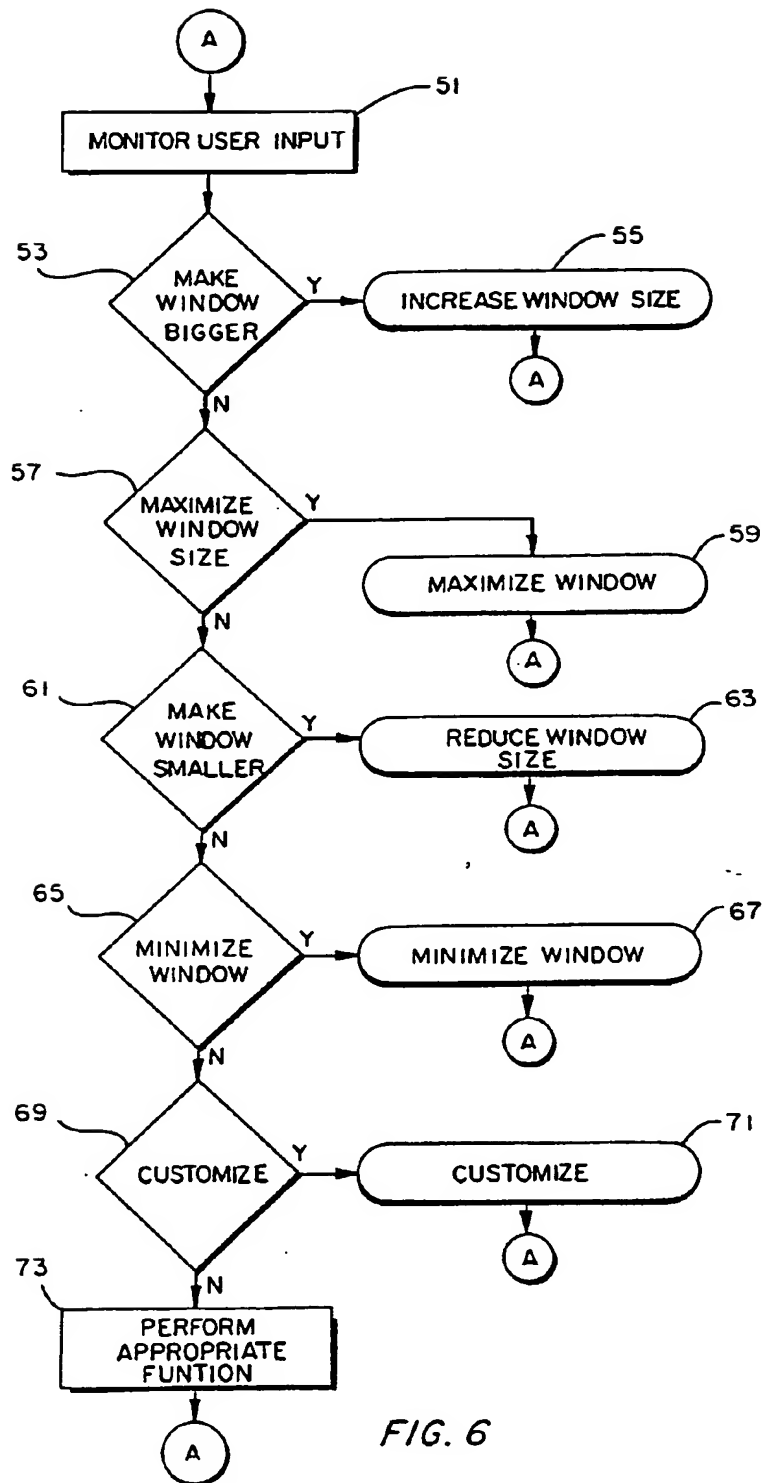 A
51
MONITOR USER INPUT
53
MAKE
WINDOW
BIGGER
Y
55
INCREASE WINDOW SIZE
A
N
57
MAXIMIZE
WINDOW
SIZE
Y
59
MAXIMIZE WINDOW
A
N
61
MAKE
WINDOW
SMALLER
Y
63
REDUCE WINDOW
SIZE
A
N
65
MINIMIZE
WINDOW
Y
67
MINIMIZE WINDOW
A
N
69
CUSTOMIZE
Y
71
CUSTOMIZE
A
N
73
PERFORM
APPROPRIATE
FUNTION
A
FIG. 6